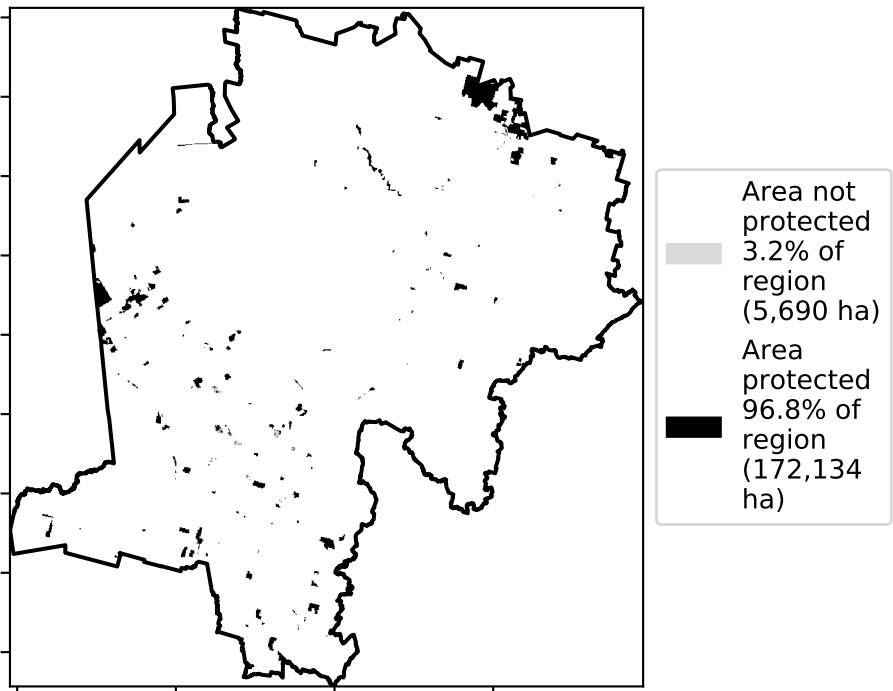 Area not
protected
3.2% of
region
(5,690 ha)
Area
protected
96.8% of
region
(172,134
ha)